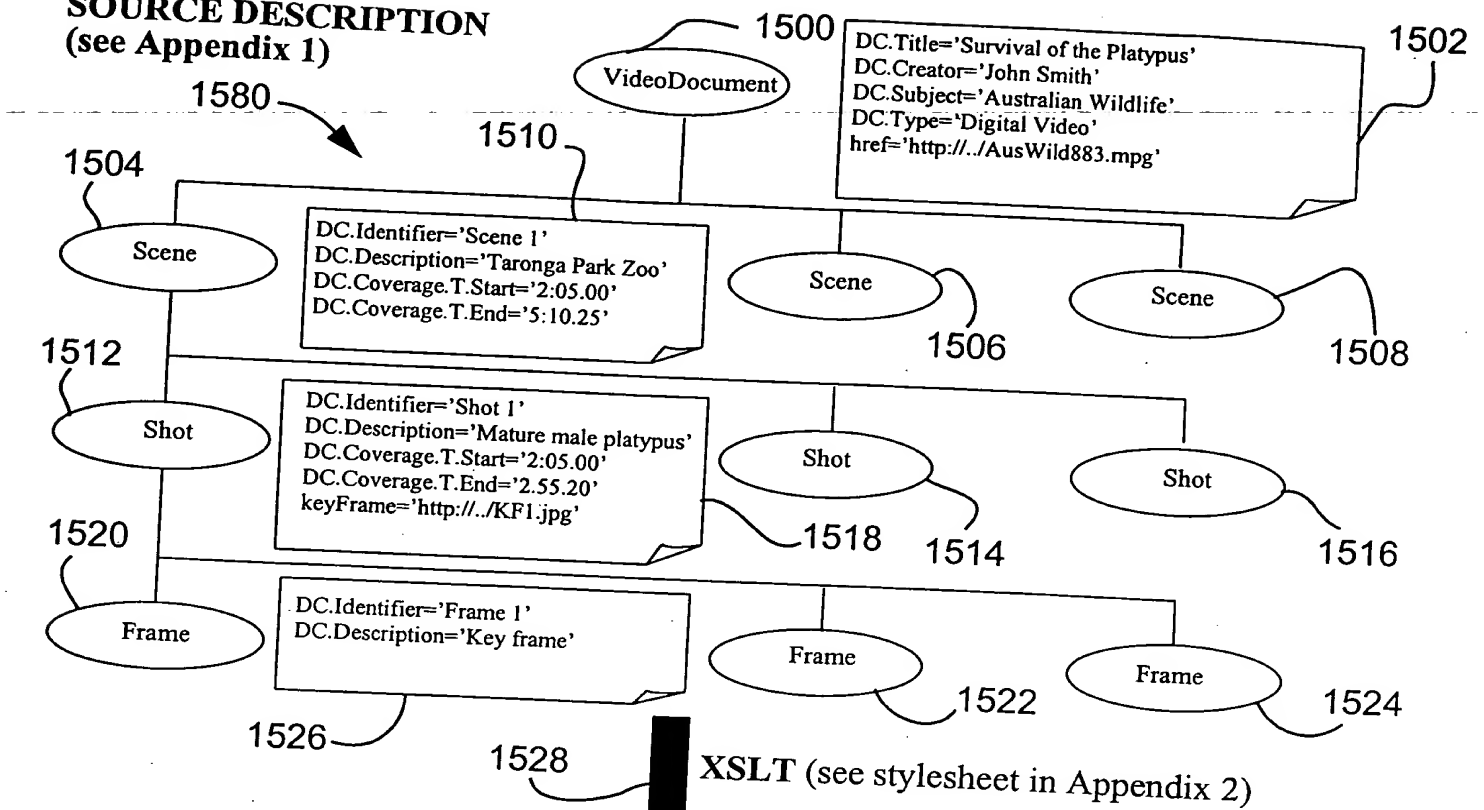 SOURCE DESCRIPTION
(see Appendix 1)
1580
1500
VideoDocument
DC.Title='Survival of the Platypus'
DC.Creator='John Smith'
DC.Subject='Australian Wildlife'
DC.Type='Digital Video'
href='http://../AusWild883.mpg'
1502
1504
Scene
1510
DC.Identifier='Scene 1'
DC.Description='Taronga Park Zoo'
DC.Coverage.T.Start='2:05.00'
DC.Coverage.T.End='5:10.25'
Scene
1506
Scene
1508
1512
Shot
DC.Identifier='Shot 1'
DC.Description='Mature male platypus'
DC.Coverage.T.Start='2:05.00'
DC.Coverage.T.End='2.55.20'
keyFrame='http://../KF1.jpg'
1518
Shot
1514
Shot
1516
1520
Frame
DC.Identifier='Frame 1'
DC.Description='Key frame'
1526
Frame
1522
Frame
1524
1528
XSLT (see stylesheet in Appendix 2)